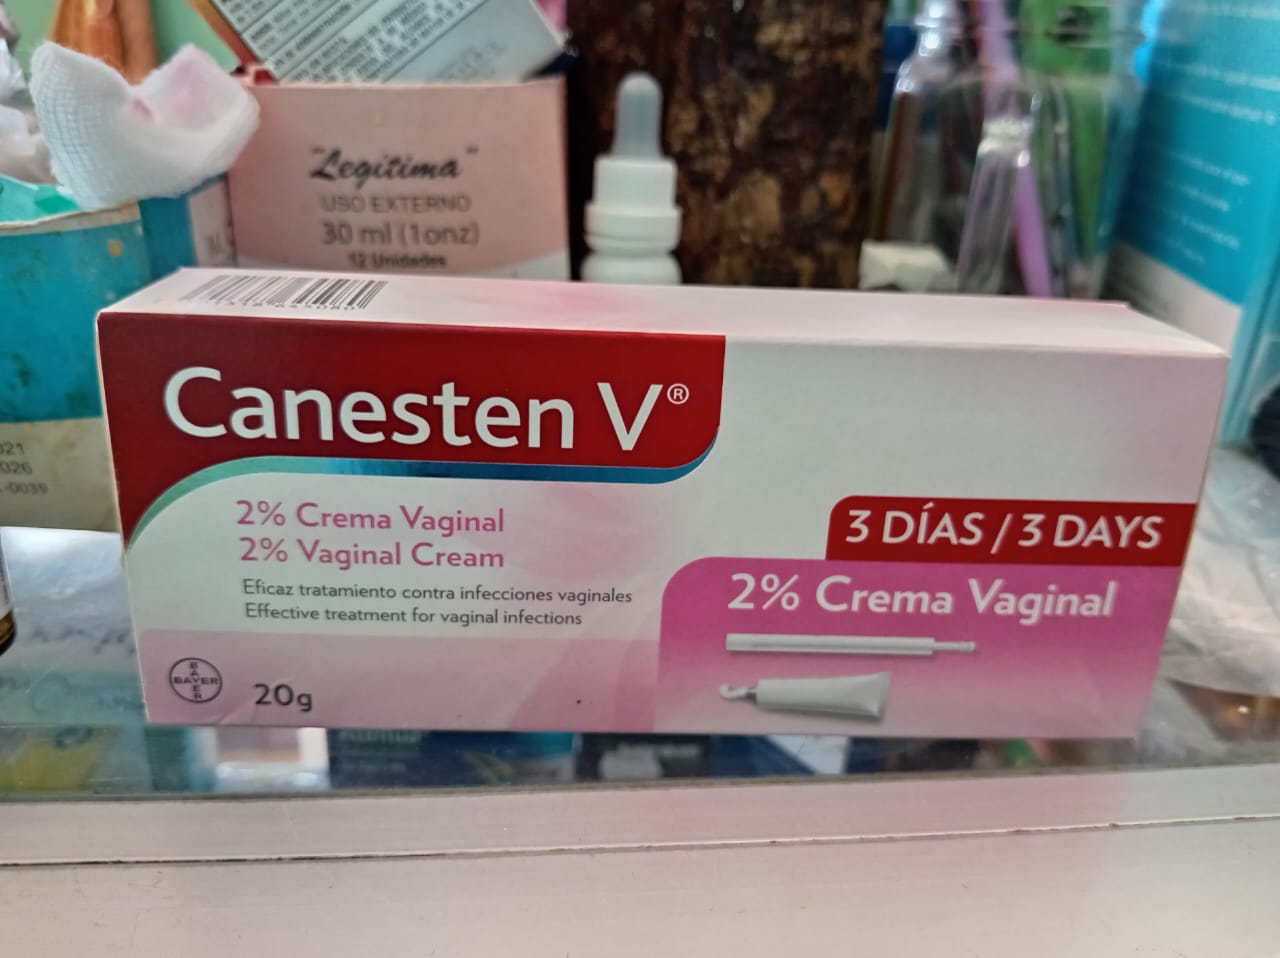 "Legitima"
USO EXTERNO
30 ml (1onz)
12 Unidades
Canesten V®
2% Crema Vaginal
2% Vaginal Cream
Eficaz tratamiento contra infecciones vaginales
Effective treatment for vaginal infections
BAYER
BAYER
20g
3 DÍAS / 3 DAYS
2% Crema Vaginal